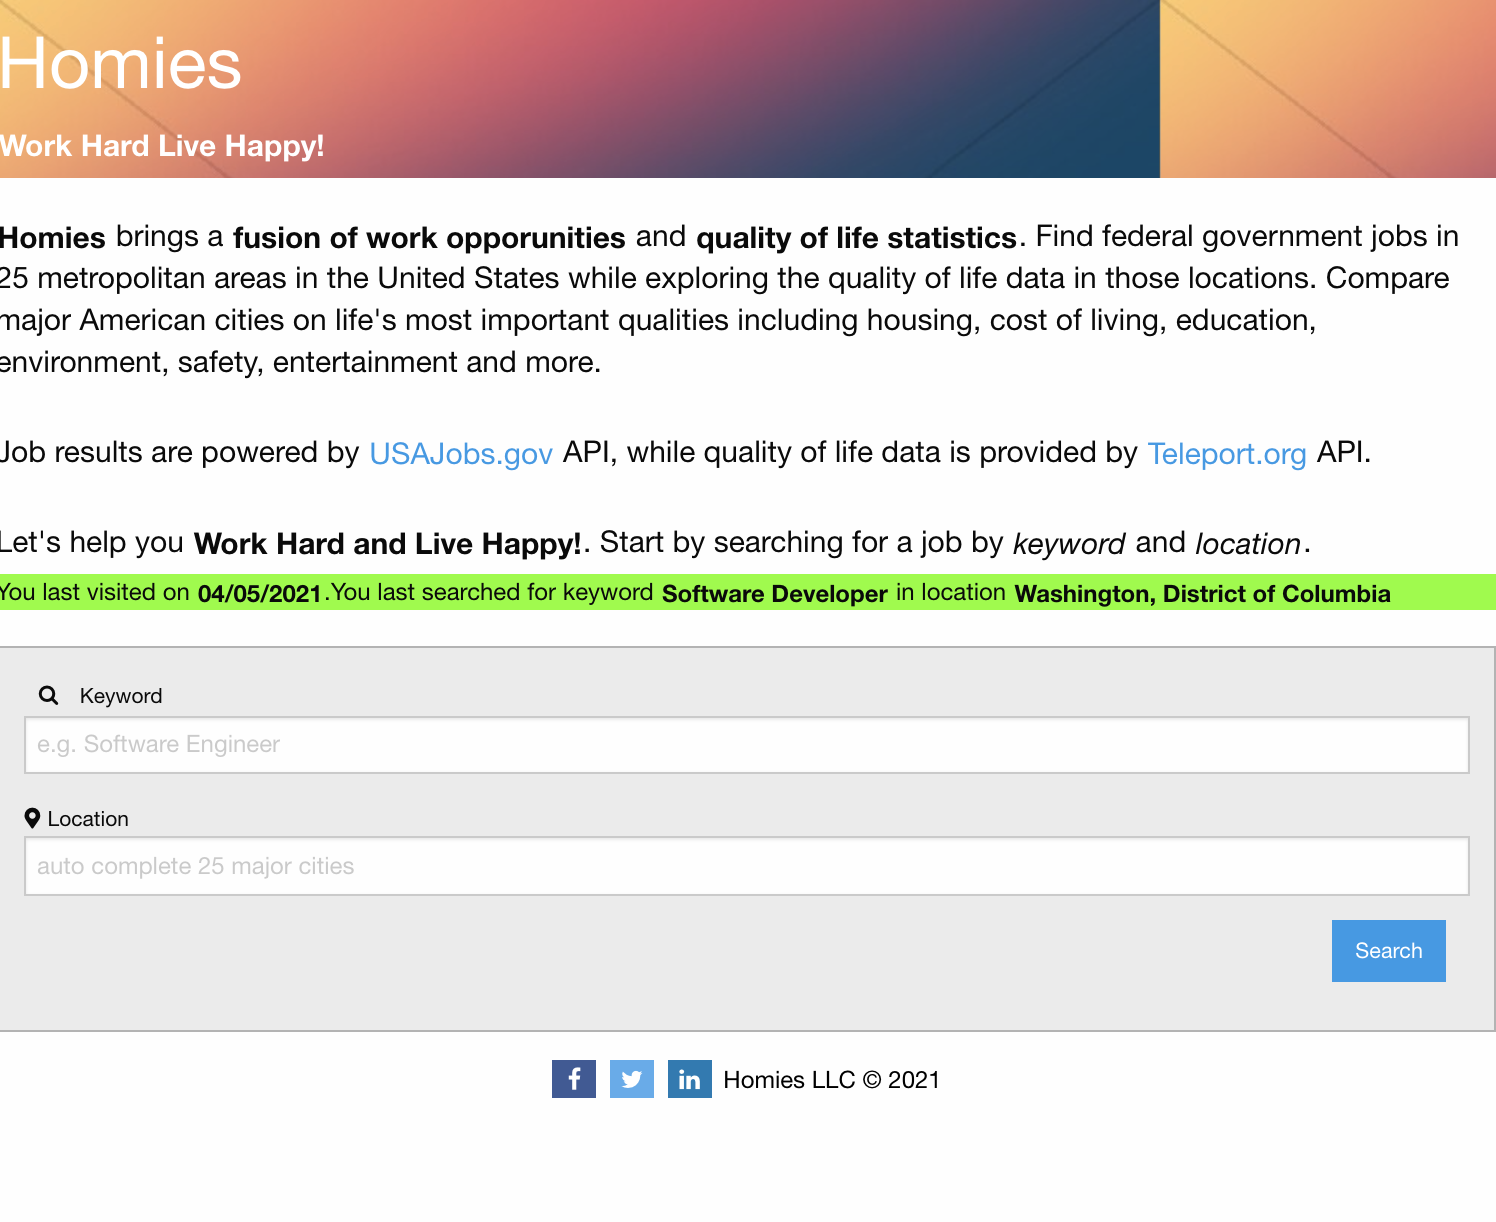 Homies
Work Hard Live Happy!
Homies brings a fusion of work opporunities and quality of life statistics. Find federal government jobs in
25 metropolitan areas in the United States while exploring the quality of life data in those locations. Compare
major American cities on life's most important qualities including housing, cost of living, education,
environment, safety, entertainment and more.
Job results are powered by USAJobs.gov API, while quality of life data is provided by Teleport.org API.
Let's help you Work Hard and Live Happy!. Start by searching for a job by keyword and location.
You last visited on 04/05/2021.You last searched for keyword Software Developer in location Washington, District of Columbia
Keyword
e.g. Software Engineer
Location
auto complete 25 major cities
Search
Homies LLC © 2021